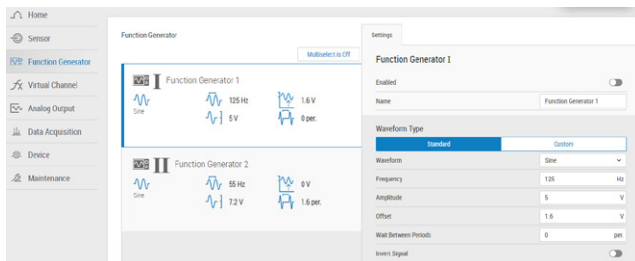 Home
Sensor
Function Generator
Virtual Channel
Analog Output
Data Acquisition
Device
Maintenance
Function Generator
Multiselect is Off
I Function Generator 1
Sine
125 Hz
1.6 V
5 V
0 per.
II Function Generator 2
Sine
55 Hz
0 V
7.2 V
1.6 per.
Settings
Function Generator I
Enabled
Name Function Generator 1
Waveform Type
Standard Custom
Waveform Sine
Frequency 125 Hz
Amplitude 5 V
Offset 1.6 V
Wait Between Periods 0 per.
Invert Signal